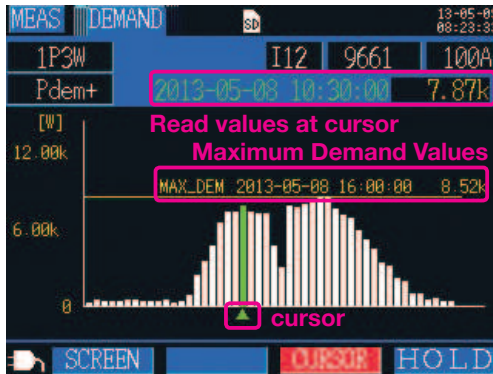 MEAS DEMAND SD 13-05-0
08:23:3
1P3W I12 9661 100A
Pdem+ 2013-05-08 10:30:00 7.87k
[W] Read values at cursor
12.00k Maximum Demand Values
MAX_DEM 2013-05-08 16:00:00 8.52k
6.00k
0
cursor
SCREEN CURSOR HOLD